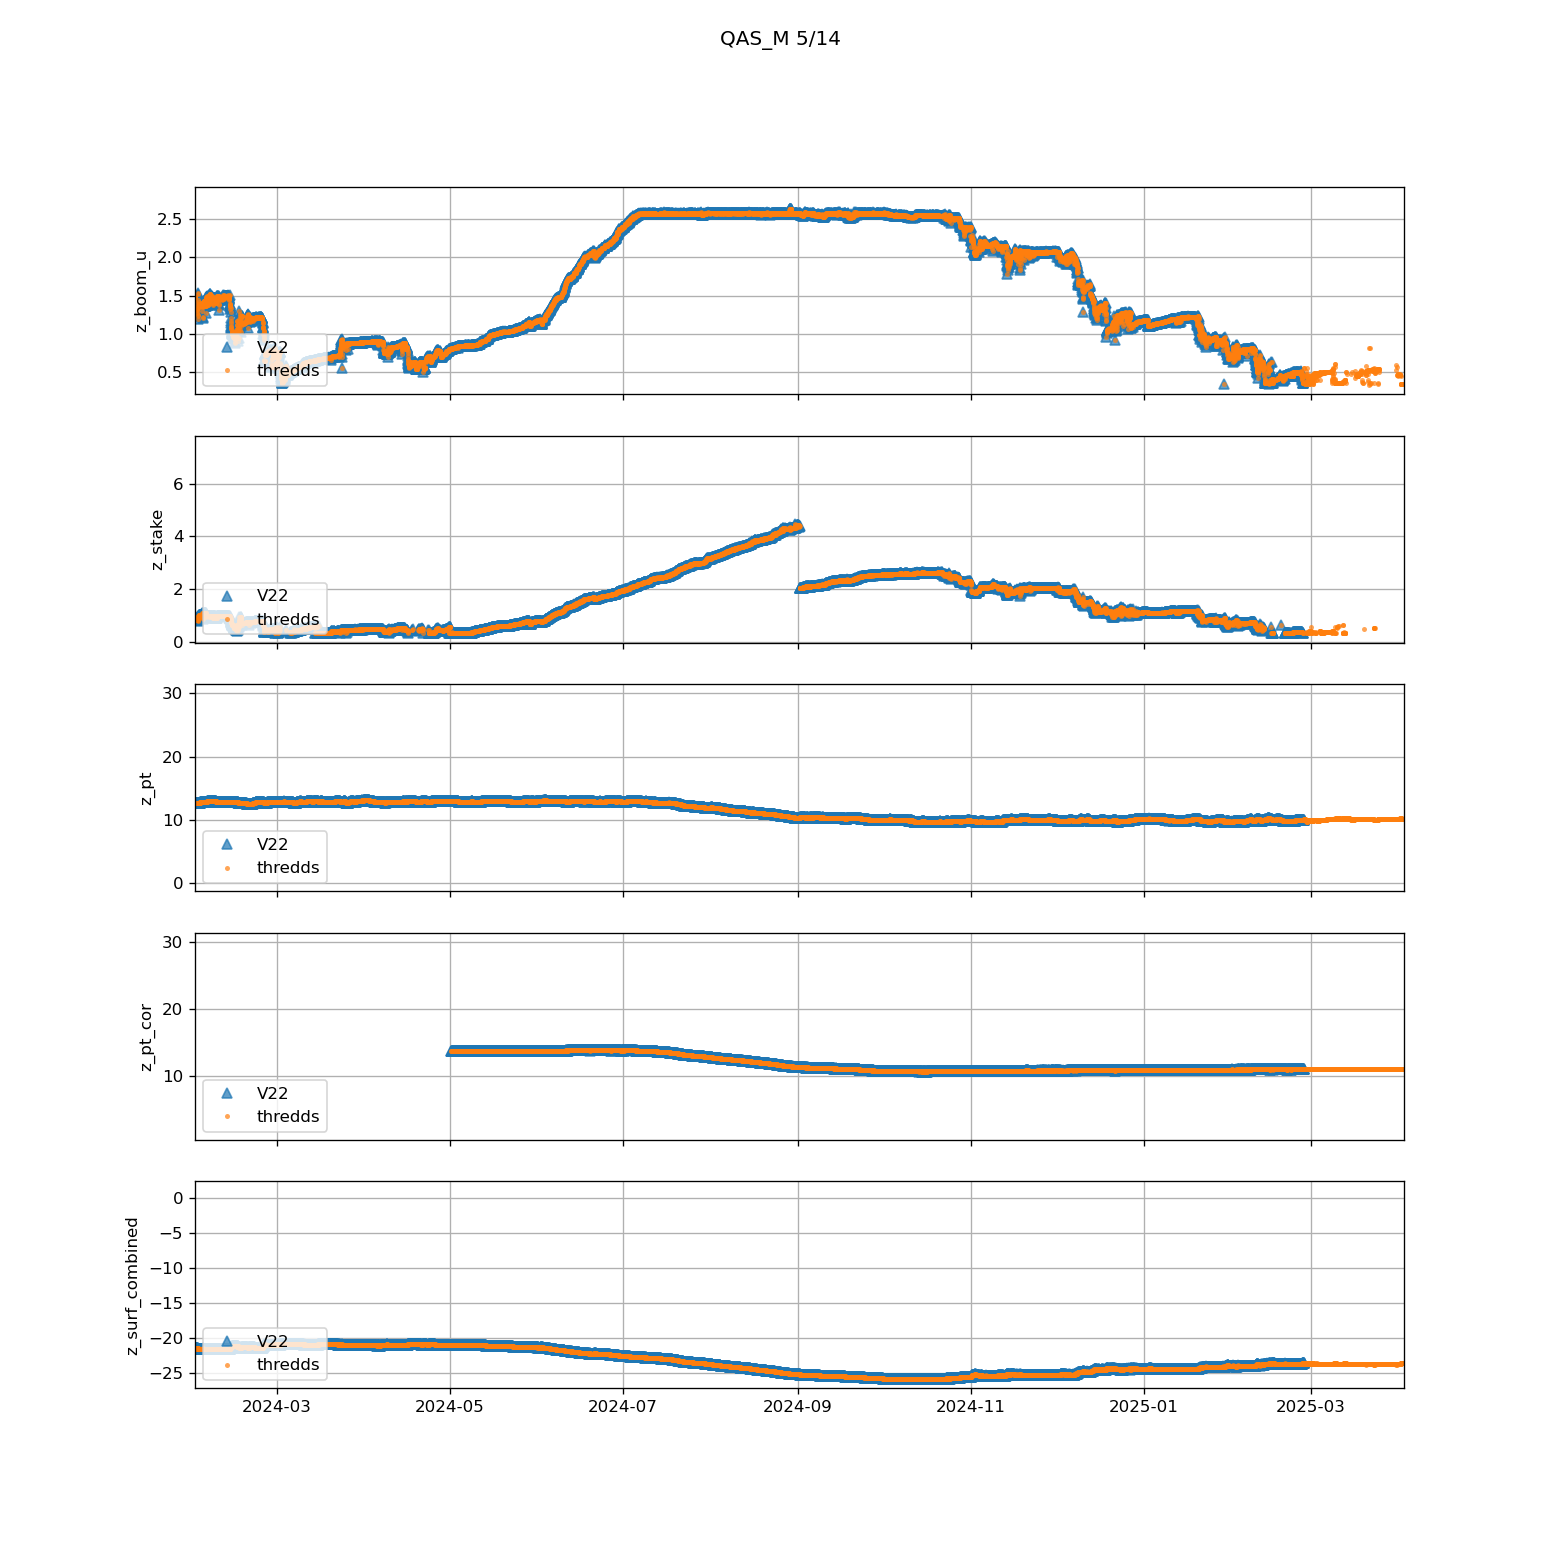 QAS_M 5/14
z_boom_u
2.5
2.0
1.5
1.0
0.5
V22
thredds
z_stake
6
4
2
0
V22
thredds
z_pt
30
20
10
0
V22
thredds
z_pt_cor
30
20
10
V22
thredds
z_surf_combined
0
−5
−10
−15
−20
−25
V22
thredds
2024-03 2024-05 2024-07 2024-09 2024-11 2025-01 2025-03